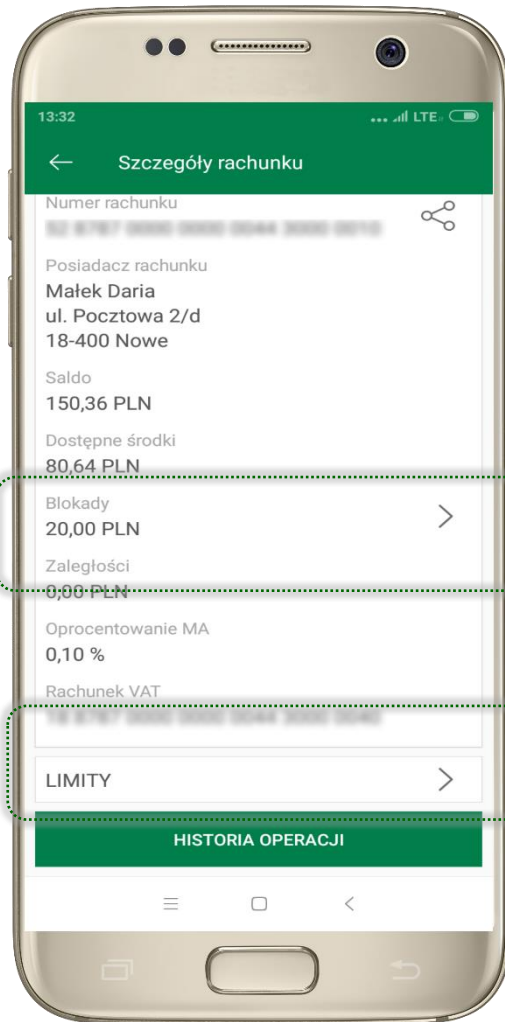 13:32
... LTE
Szczegóły rachunku
Numer rachunku
Posiadacz rachunku
Małek Daria
ul. Pocztowa 2/d
18-400 Nowe
Saldo
150,36 PLN
Dostępne środki
80,64 PLN
Blokady
20,00 PLN
Zaległości
0,00 PLN
Oprocentowanie MA
0,10 %
Rachunek VAT
LIMITY
HISTORIA OPERACJI